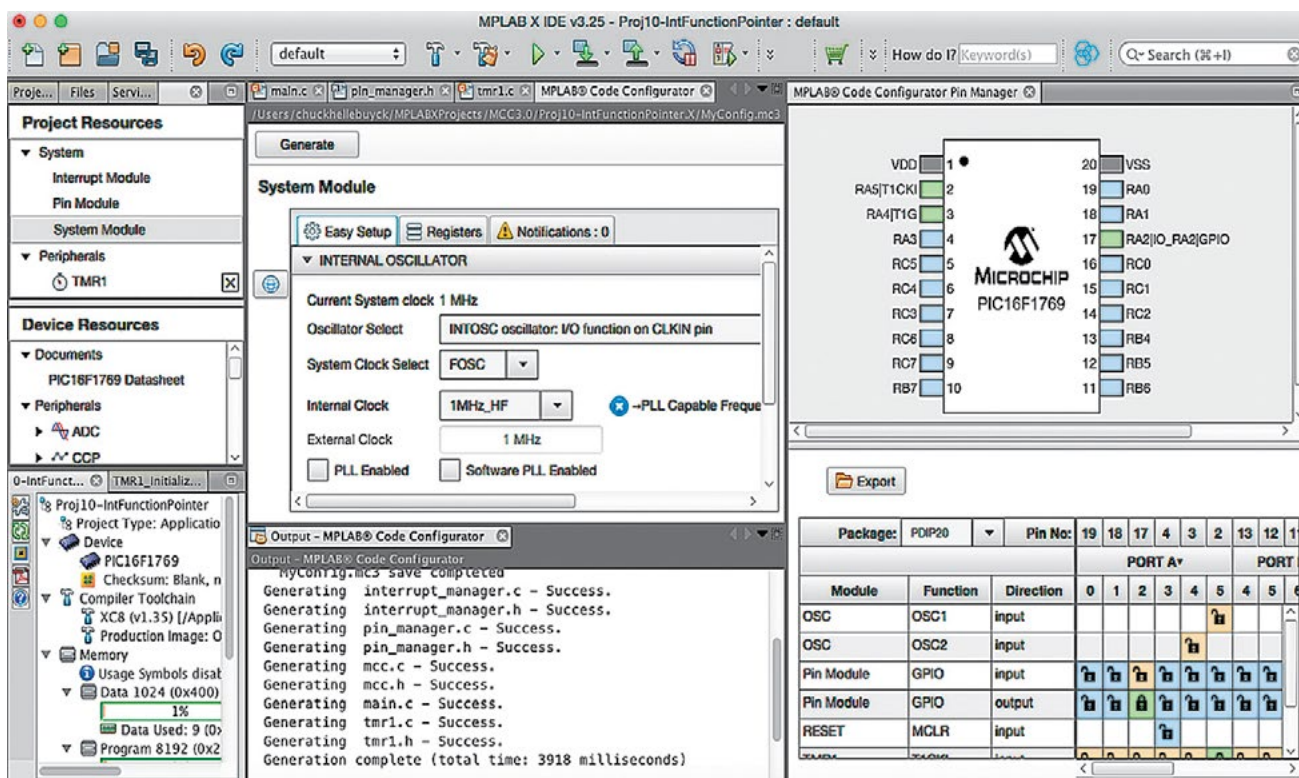 MPLAB X IDE v3.25 - Proj10-IntFunctionPointer : default
default
How do I? Keyword(s)
Search (⌘+I)
Proje... Files Servi...
Project Resources
System
Interrupt Module
Pin Module
System Module
Peripherals
TMR1
Device Resources
Documents
PIC16F1769 Datasheet
Peripherals
ADC
CCP
0-IntFunct... TMR1_Initializ...
Proj10-IntFunctionPointer
Project Type: Applicatio
Device
PIC16F1769
Checksum: Blank, n
Compiler Toolchain
XC8 (v1.35) [/Appli
Production Image: O
Memory
Usage Symbols disat
Data 1024 (0x400)
1%
Data Used: 9 (0x
Program 8192 (0x2
main.c pin_manager.h tmr1.c MPLAB® Code Configurator
/Users/chuckhellebuyck/MPLABXProjects/MCC3.0/Proj10-IntFunctionPointer.X/MyConfig.mc3
Generate
System Module
Easy Setup Registers Notifications : 0
INTERNAL OSCILLATOR
Current System clock 1 MHz
Oscillator Select INTOSC oscillator: I/O function on CLKIN pin
System Clock Select FOSC
Internal Clock 1MHz_HF →PLL Capable Freque
External Clock 1 MHz
PLL Enabled Software PLL Enabled
Output – MPLAB® Code Configurator
Output – MPLAB® Code Configurator
MyConfig.mc3 save completed
Generating interrupt_manager.c – Success.
Generating interrupt_manager.h – Success.
Generating pin_manager.c – Success.
Generating pin_manager.h – Success.
Generating mcc.c – Success.
Generating mcc.h – Success.
Generating main.c – Success.
Generating tmr1.c – Success.
Generating tmr1.h – Success.
Generation complete (total time: 3918 milliseconds)
MPLAB® Code Configurator Pin Manager
VDD 1 20 VSS
RA5|T1CKI 2 19 RA0
RA4|T1G 3 18 RA1
RA3 4 17 RA2|IO_RA2|GPIO
RC5 5 16 RC0
RC4 6 15 RC1
RC3 7 14 RC2
RC6 8 13 RB4
RC7 9 12 RB5
RB7 10 11 RB6
MICROCHIP
PIC16F1769
Export
Package: PDIP20 Pin No: 19 18 17 4 3 2 13 12 11
PORT A▼ PORT
Module Function Direction 0 1 2 3 4 5 4 5 6
OSC OSC1 input
OSC OSC2 input
Pin Module GPIO input
Pin Module GPIO output
RESET MCLR input